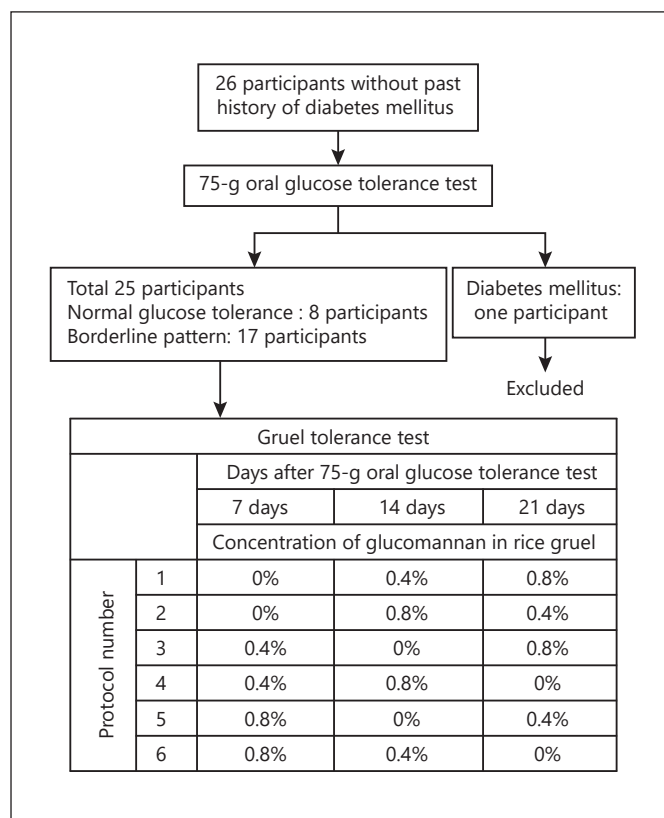 26 participants without past
history of diabetes mellitus
75-g oral glucose tolerance test
Total 25 participants
Normal glucose tolerance : 8 participants
Borderline pattern: 17 participants
Diabetes mellitus:
one participant
Excluded
Gruel tolerance test
Days after 75-g oral glucose tolerance test
7 days 14 days 21 days
Concentration of glucomannan in rice gruel
Protocol number
1 0% 0.4% 0.8%
2 0% 0.8% 0.4%
3 0.4% 0% 0.8%
4 0.4% 0.8% 0%
5 0.8% 0% 0.4%
6 0.8% 0.4% 0%